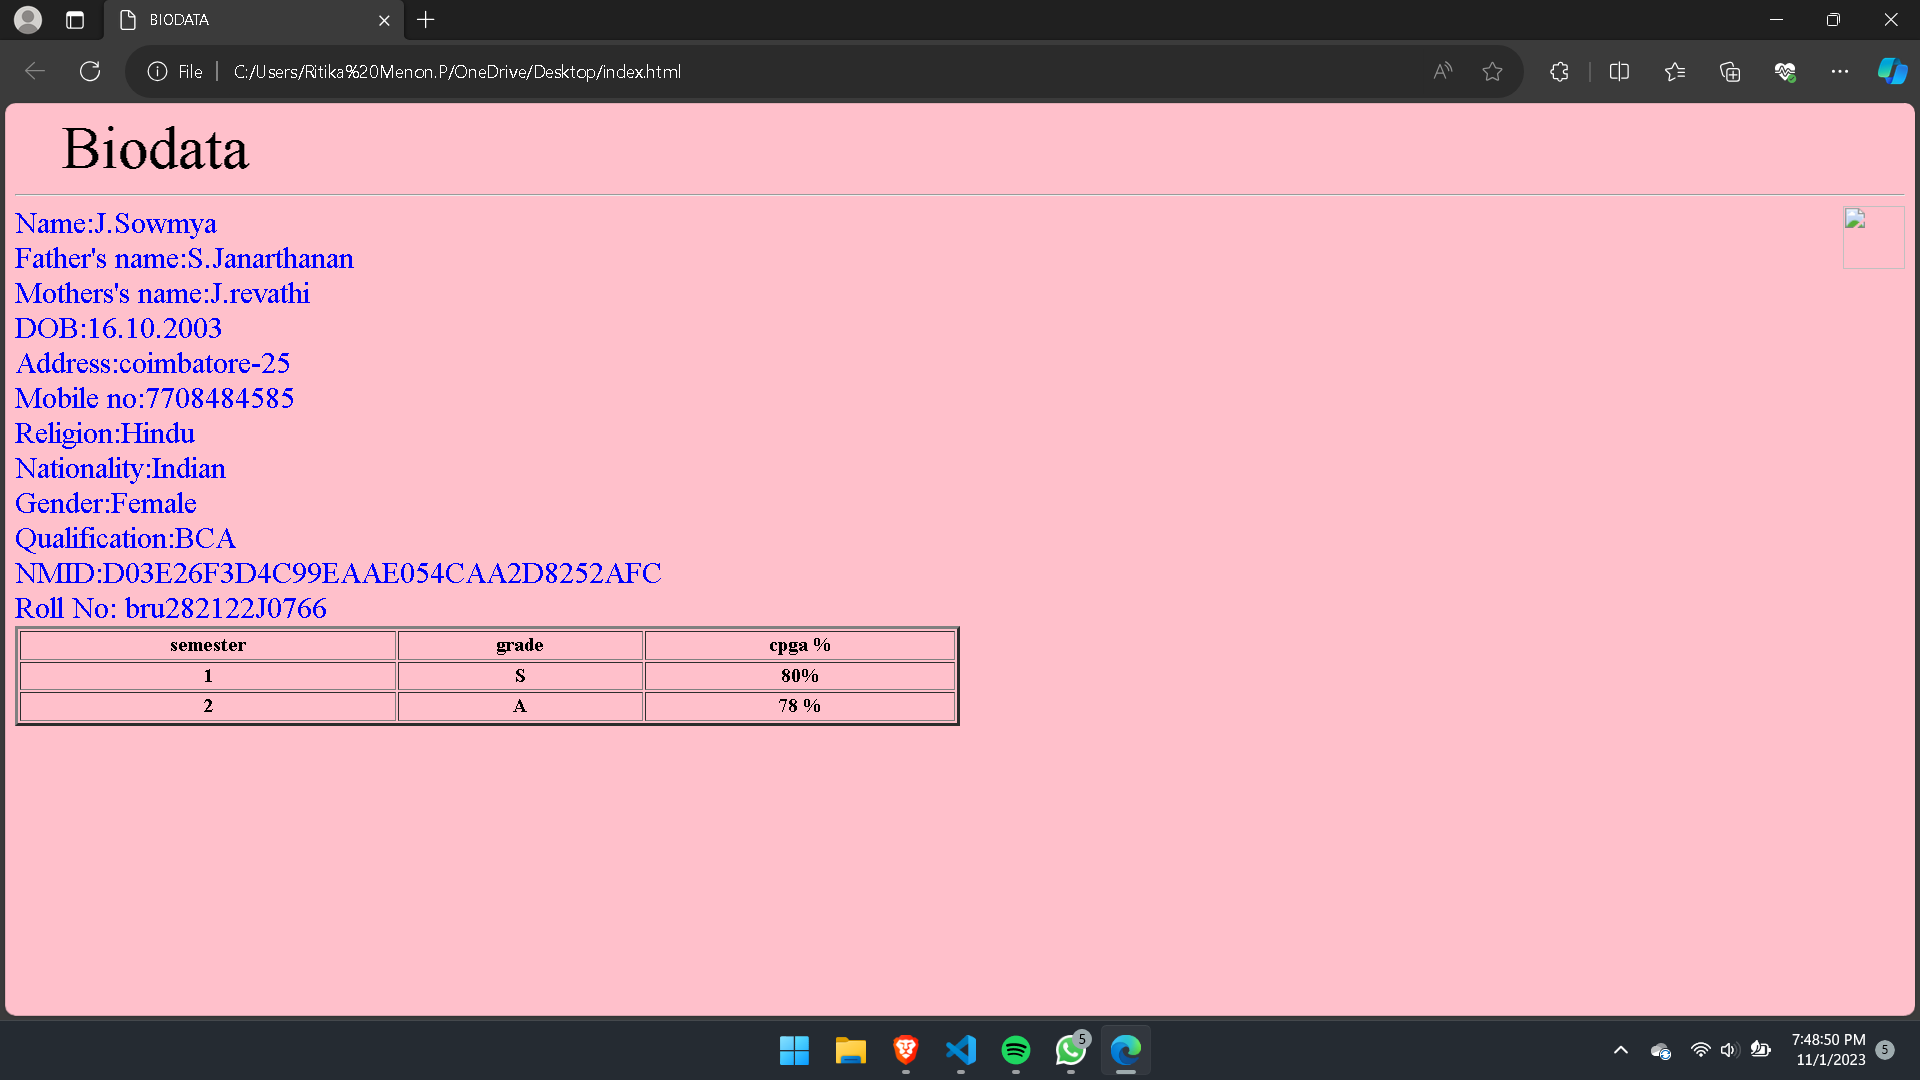 BIODATA
File
C:/Users/Ritika%20Menon.P/OneDrive/Desktop/index.html
Biodata
Name:J.Sowmya
Father's name:S.Janarthanan
Mothers's name:J.revathi
DOB:16.10.2003
Address:coimbatore-25
Mobile no:7708484585
Religion:Hindu
Nationality:Indian
Gender:Female
Qualification:BCA
NMID:D03E26F3D4C99EAAE054CAA2D8252AFC
Roll No: bru282122J0766
semester grade cpga %
1 S 80%
2 A 78 %
5
7:48:50 PM
11/1/2023
5